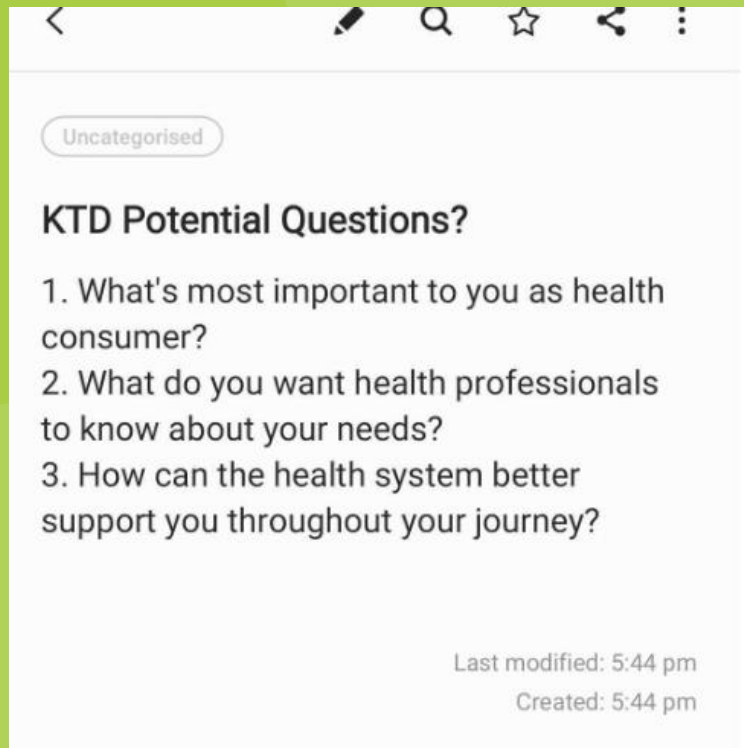 Uncategorised
KTD Potential Questions?
1. What's most important to you as health
consumer?
2. What do you want health professionals
to know about your needs?
3. How can the health system better
support you throughout your journey?
Last modified: 5:44 pm
Created: 5:44 pm